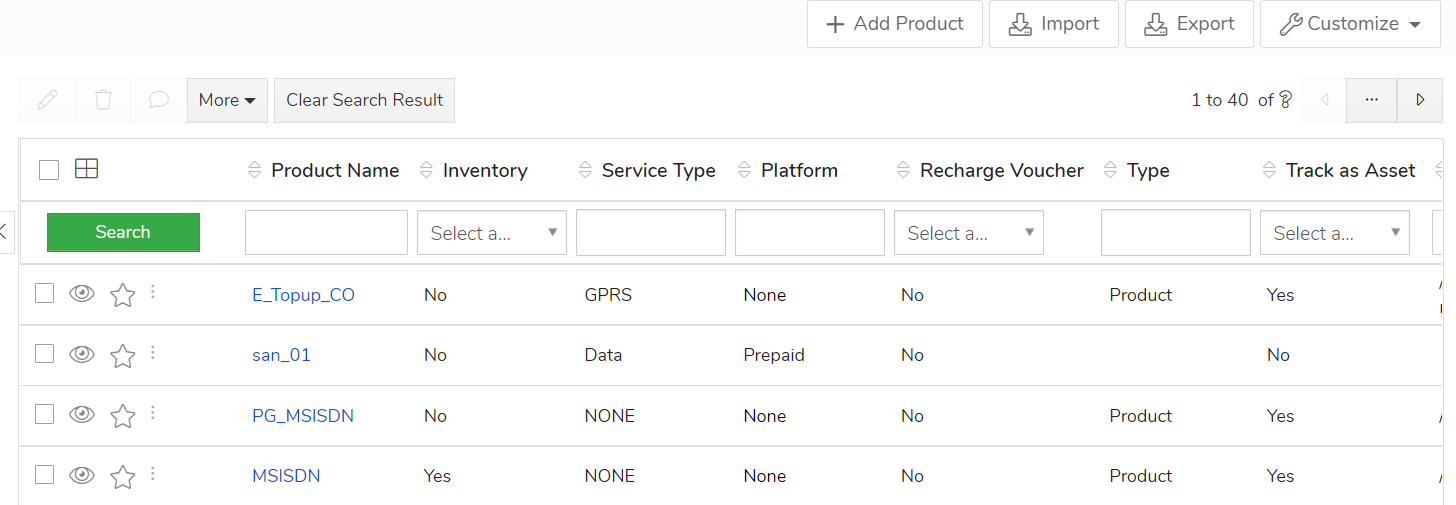 Add Product Import Export Customize
More Clear Search Result 1 to 40 of ? ...
Product Name Inventory Service Type Platform Recharge Voucher Type Track as Asset
Search Select a... Select a... Select a...
E_Topup_CO No GPRS None No Product Yes
san_01 No Data Prepaid No No
PG_MSISDN No NONE None No Product Yes
MSISDN Yes NONE None No Product Yes